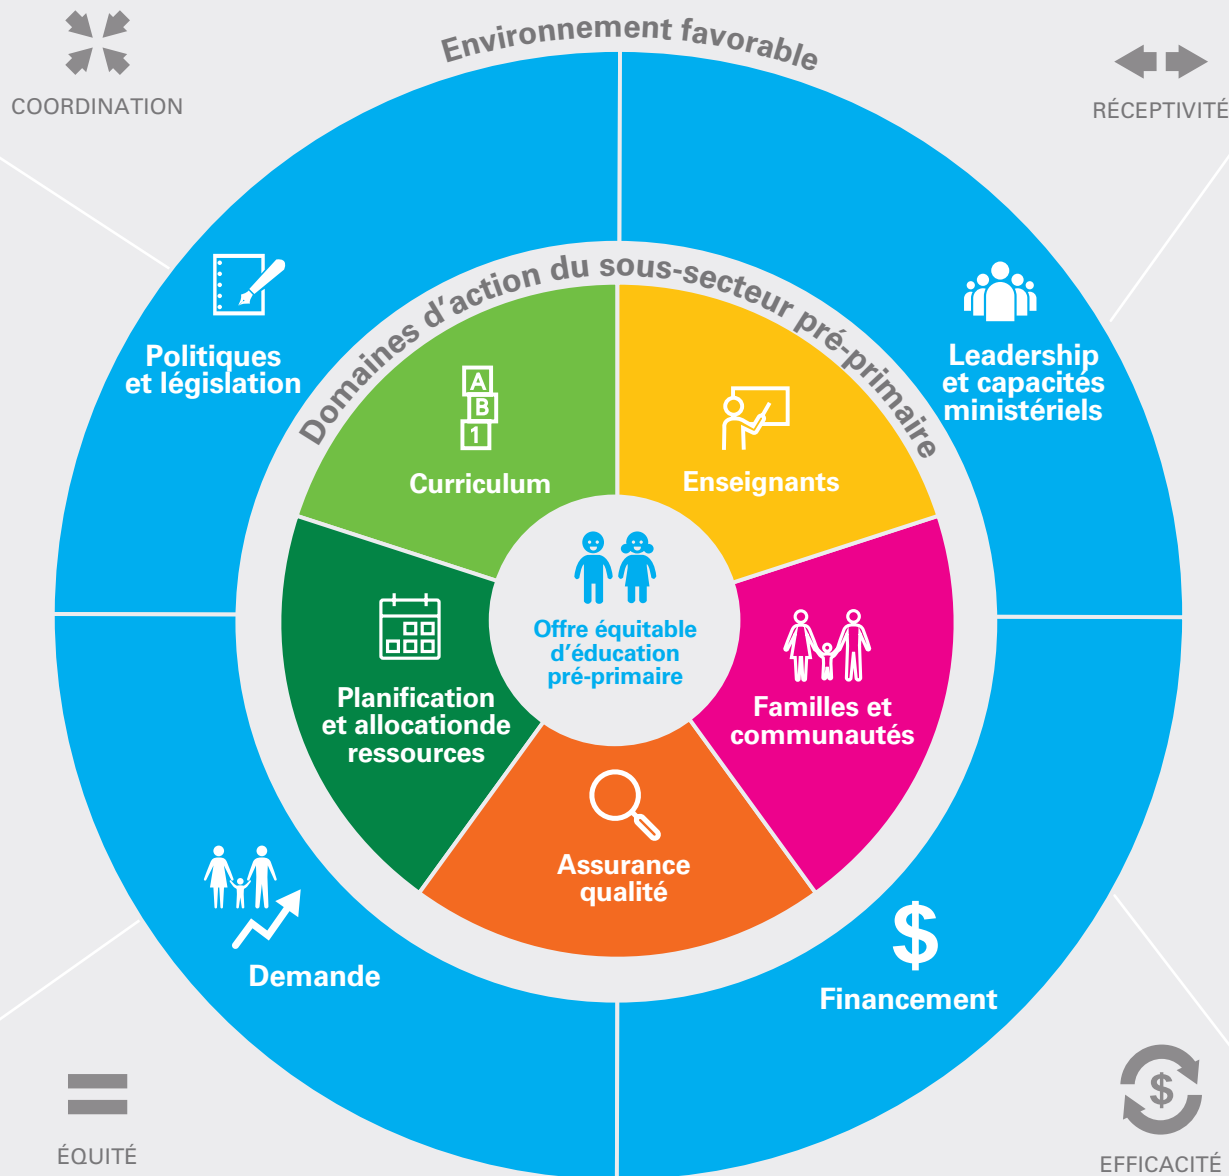 Environnement favorable
COORDINATION
RÉCEPTIVITÉ
Politiques
et législation
Leadership
et capacités
ministériels
Domaines d’action du sous-secteur pré-primaire
A
B
1
Curriculum
Enseignants
Offre équitable
d’éducation
pré-primaire
Planification
et allocationde
ressources
Familles et
communautés
Assurance
qualité
Demande
$
Financement
ÉQUITÉ
$
EFFICACITÉ